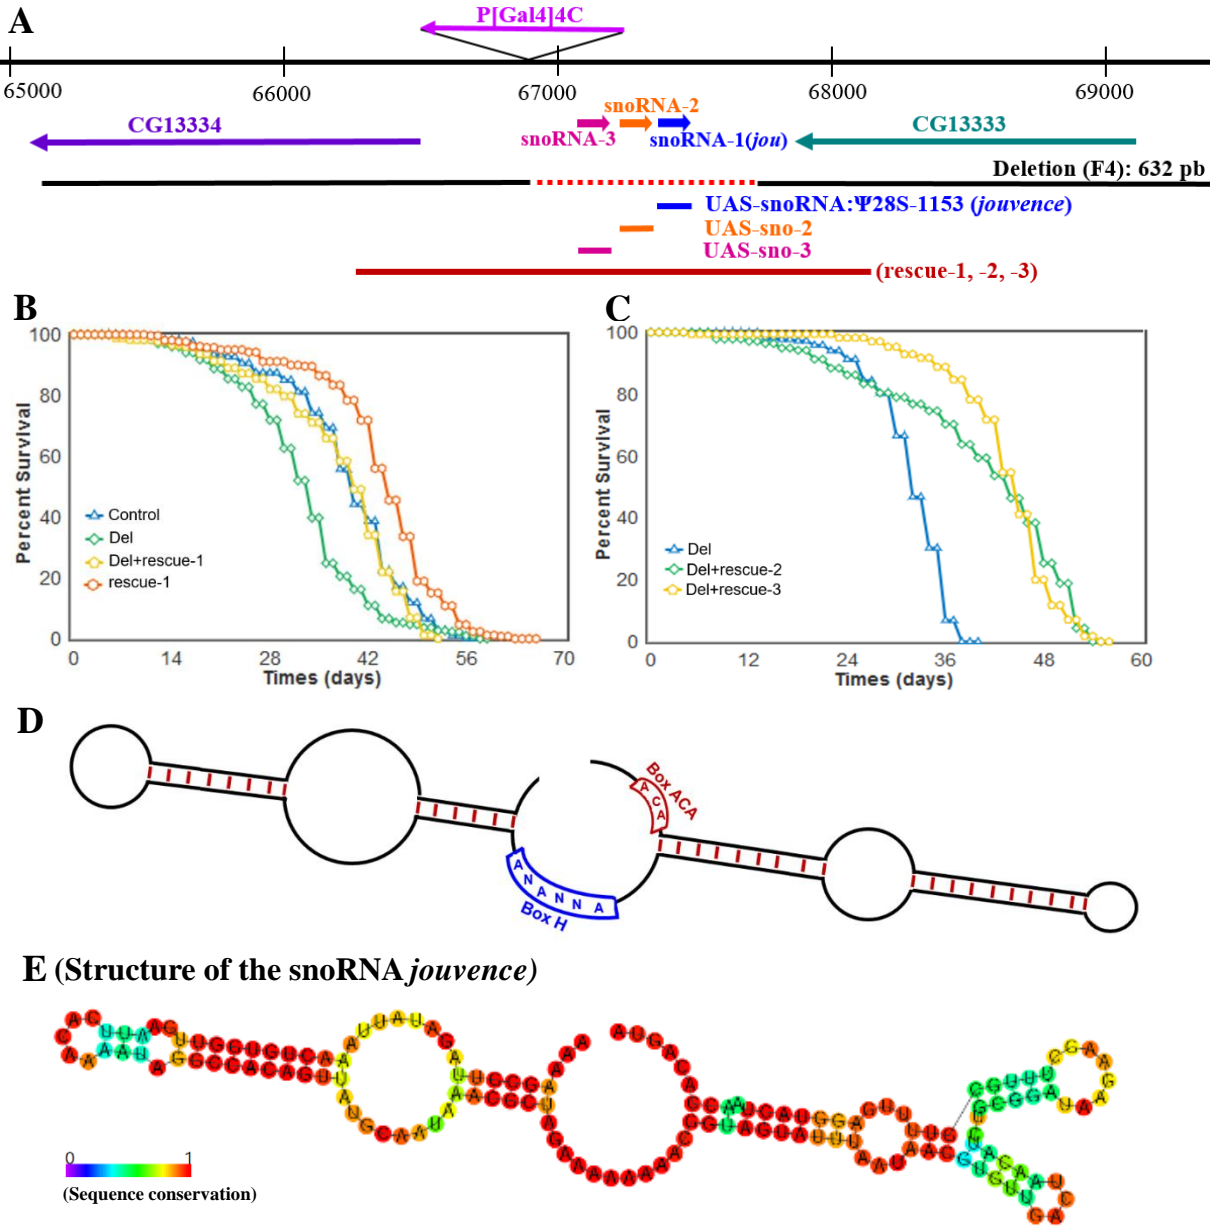 A
P[Gal4]4C
65000 66000 67000 68000 69000
snoRNA-2
CG13334 CG13333
snoRNA-3 snoRNA-1(jou)
Deletion (F4): 632 pb
UAS-snoRNA:Ψ28S-1153 (jouvence)
UAS-sno-2
UAS-sno-3
(rescue-1, -2, -3)
B
100
80
60
40
20
0
Percent Survival
Control
Del
Del+rescue-1
rescue-1
0 14 28 42 56 70
Times (days)
C
100
80
60
40
20
0
Percent Survival
Del
Del+rescue-2
Del+rescue-3
0 12 24 36 48 60
Times (days)
D
Box ACA
A C A
A N A N N A
Box H
E (Structure of the snoRNA jouvence)
0 1
(Sequence conservation)